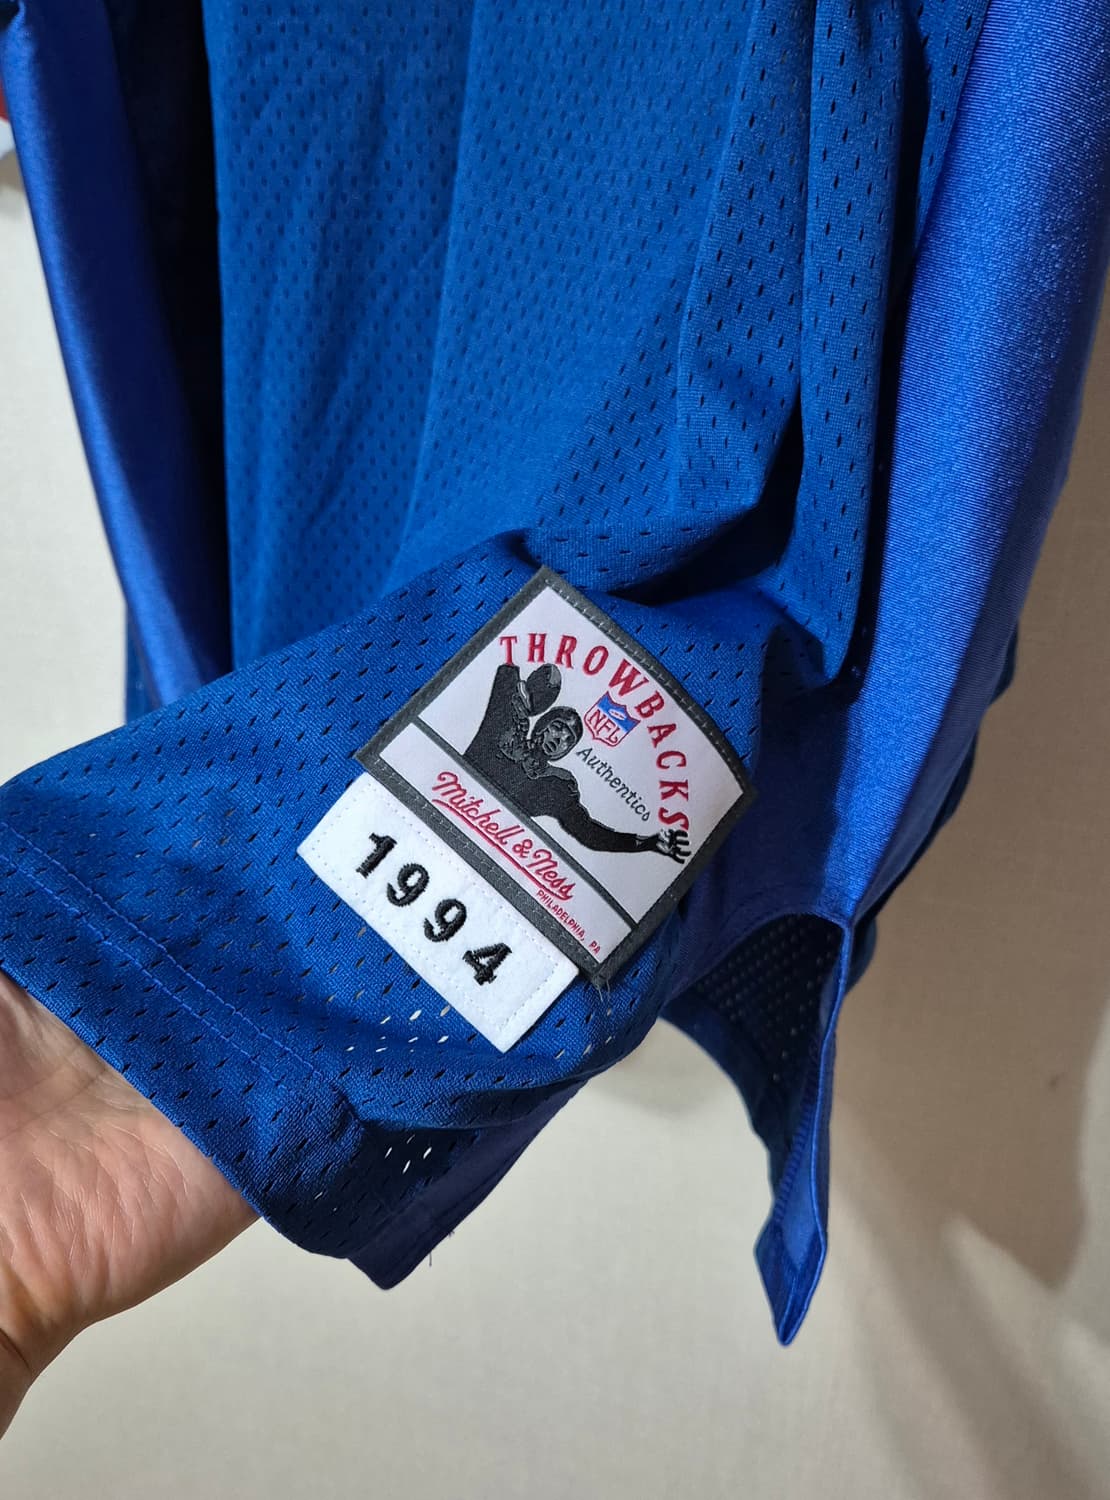 THROWBACKS
NFL
Authentics
Mitchell & Ness
PHILADELPHIA, PA
1994